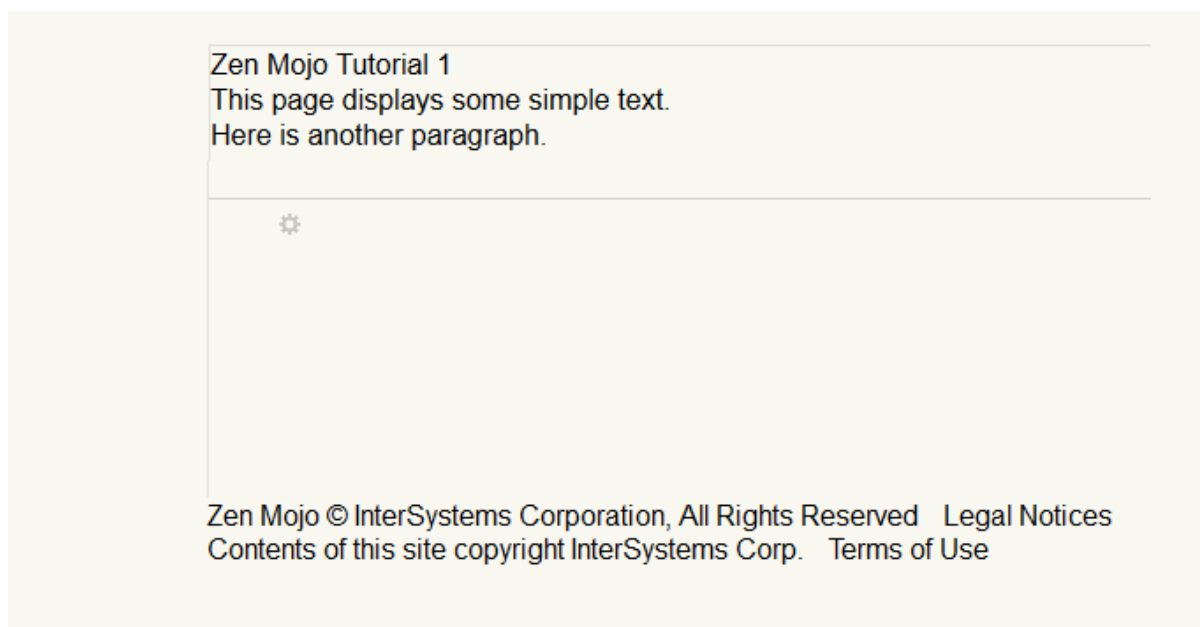 Zen Mojo Tutorial 1
This page displays some simple text.
Here is another paragraph.
Zen Mojo © InterSystems Corporation, All Rights Reserved Legal Notices
Contents of this site copyright InterSystems Corp. Terms of Use